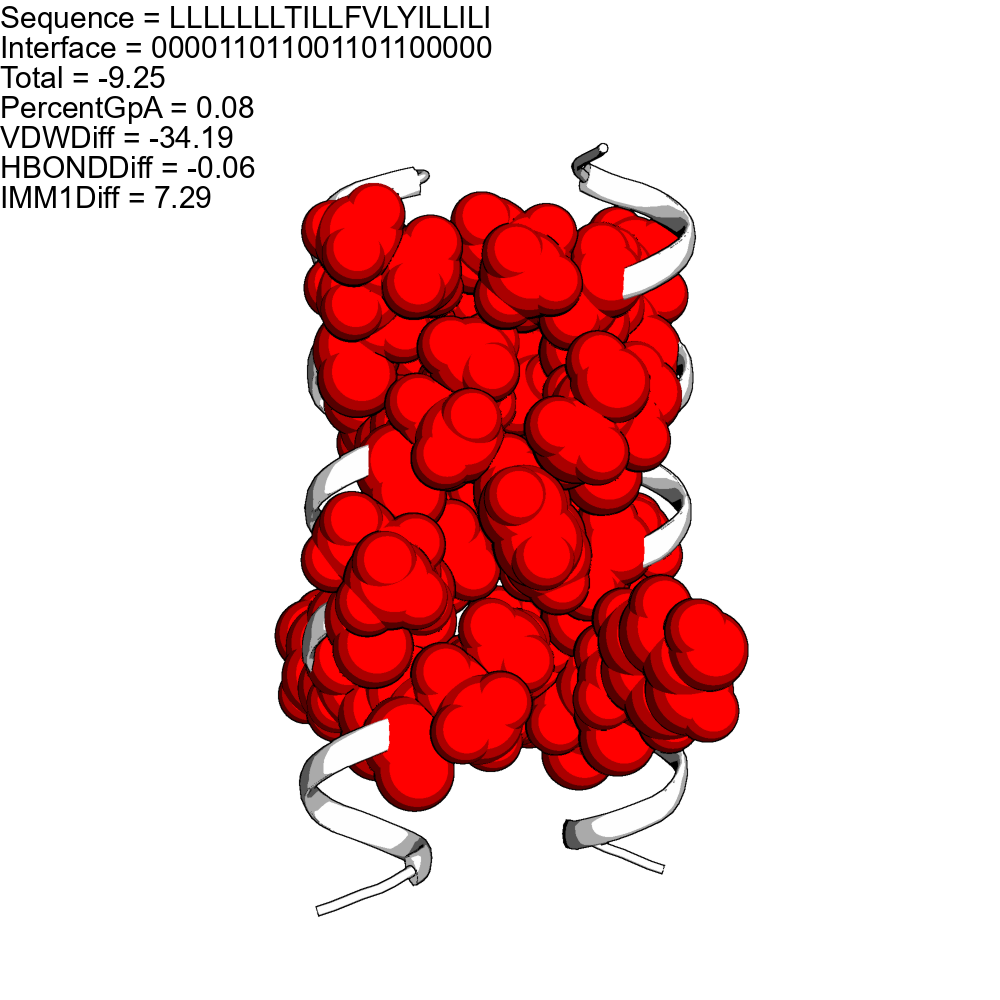 Sequence = LLLLLLLTILLFVLYILLILI
Interface = 000011011001101100000
Total = -9.25
PercentGpA = 0.08
VDWDiff = -34.19
HBONDDiff = -0.06
IMM1Diff = 7.29